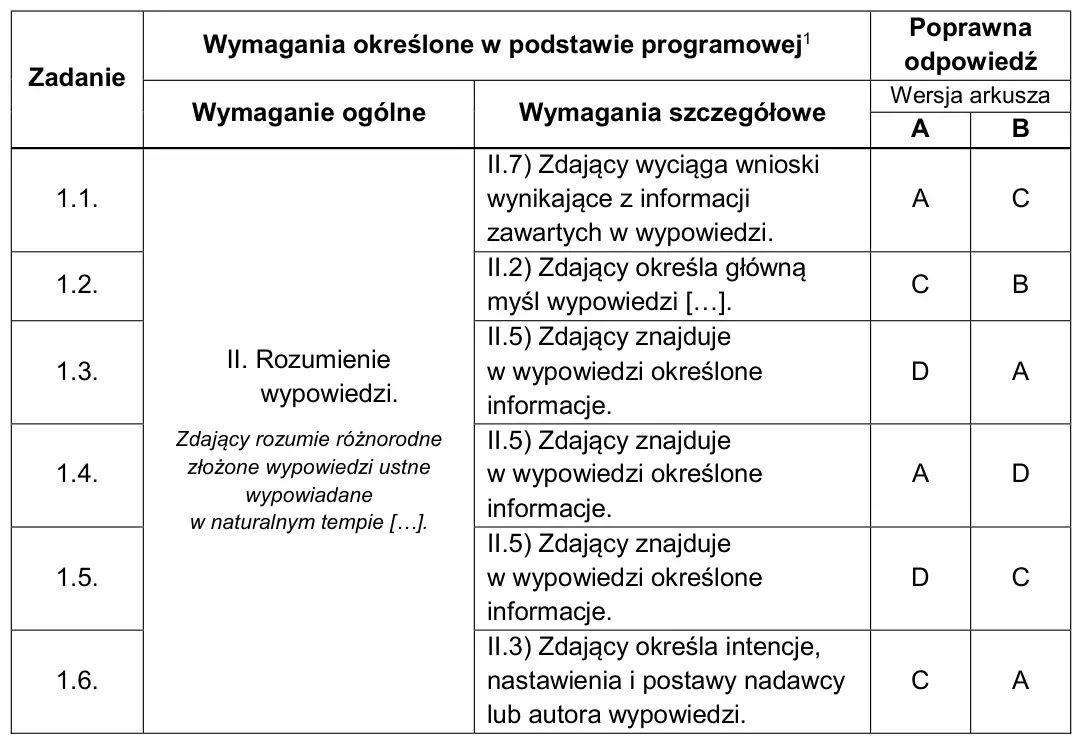 Zadanie
Wymagania określone w podstawie programowej1
Poprawna
odpowiedź
Wymaganie ogólne
Wymagania szczegółowe
Wersja arkusza
A
B
1.1.
II. Rozumienie
wypowiedzi.
Zdający rozumie różnorodne
złożone wypowiedzi ustne
wypowiadane
w naturalnym tempie […].
II.7) Zdający wyciąga wnioski
wynikające z informacji
zawartych w wypowiedzi.
A
C
1.2.
II.2) Zdający określa główną
myśl wypowiedzi […].
C
B
1.3.
II.5) Zdający znajduje
w wypowiedzi określone
informacje.
D
A
1.4.
II.5) Zdający znajduje
w wypowiedzi określone
informacje.
A
D
1.5.
II.5) Zdający znajduje
w wypowiedzi określone
informacje.
D
C
1.6.
II.3) Zdający określa intencje,
nastawienia i postawy nadawcy
lub autora wypowiedzi.
C
A